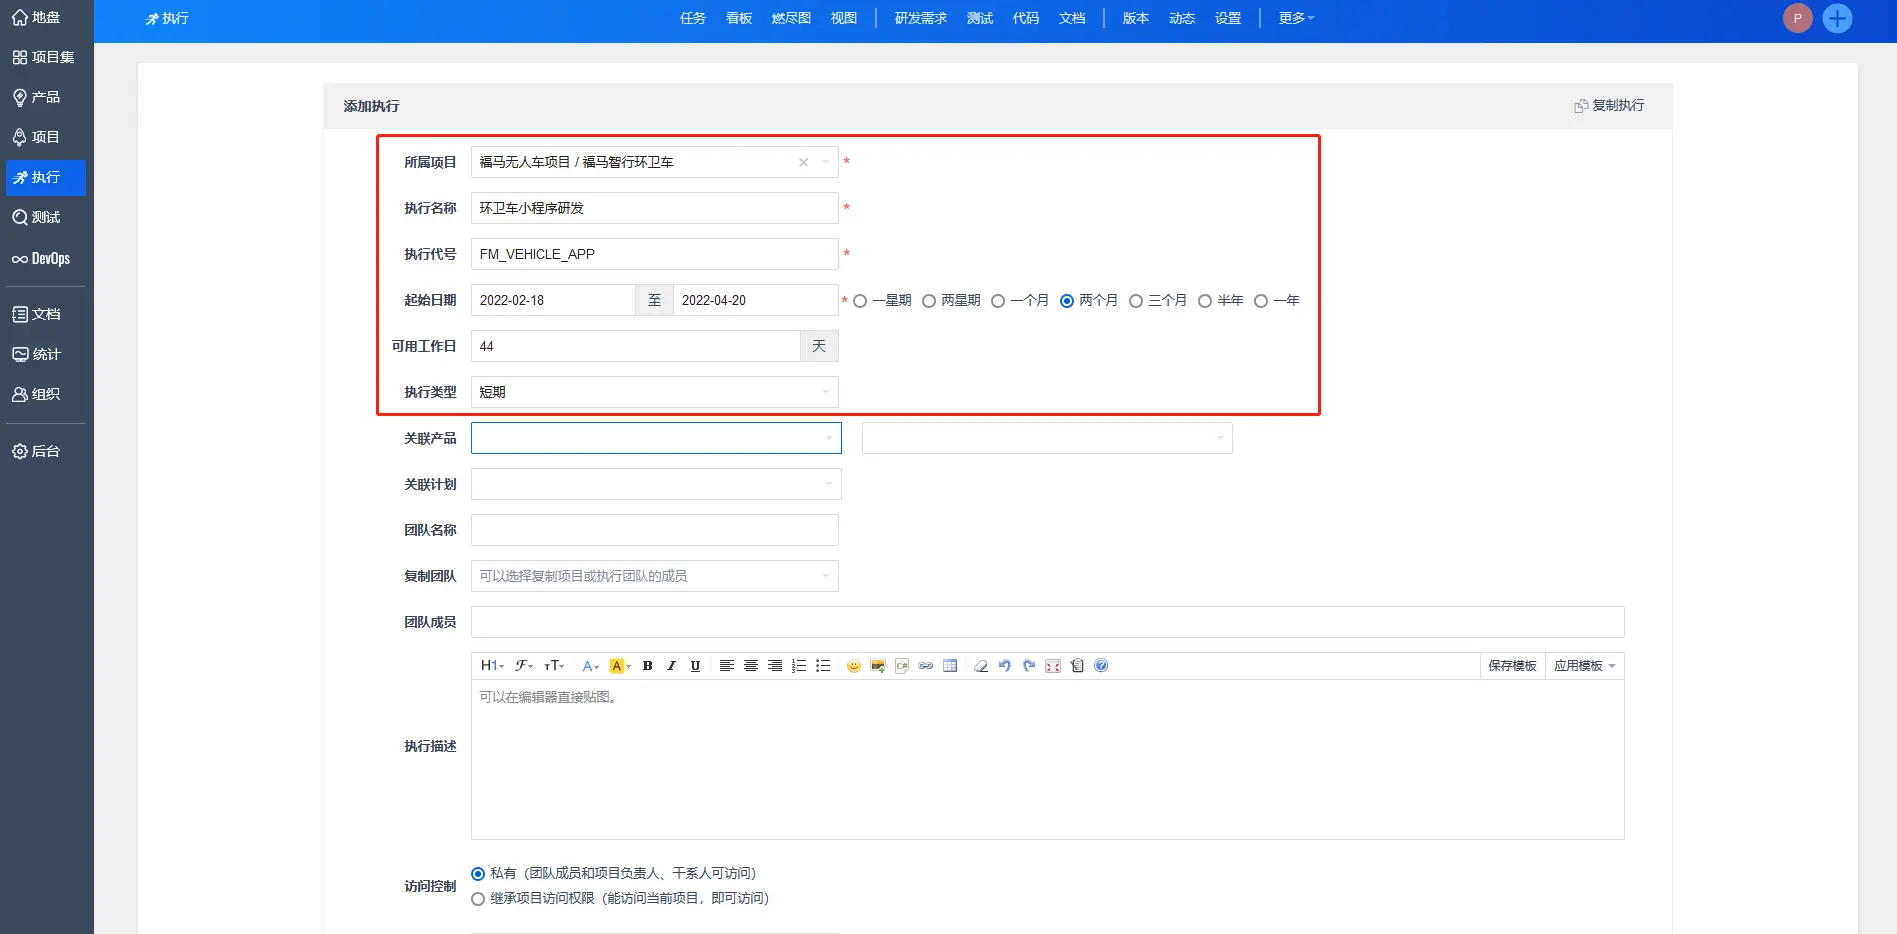 地盘
项目集
产品
项目
执行
测试
DevOps
文档
统计
组织
后台
执行
任务 看板 燃尽图 视图 研发需求 测试 代码 文档 版本 动态 设置 更多
P
添加执行 复制执行
所属项目 福马无人车项目 / 福马智行环卫车 × *
执行名称 环卫车小程序研发 *
执行代号 FM_VEHICLE_APP *
起始日期 2022-02-18 至 2022-04-20 * 一星期 两星期 一个月 两个月 三个月 半年 一年
可用工作日 44 天
执行类型 短期
关联产品
关联计划
团队名称
复制团队 可以选择复制项目或执行团队的成员
团队成员
H1 F TT A A B I U 保存模板 应用模板
可以在编辑器直接贴图。
执行描述
访问控制
私有（团队成员和项目负责人、干系人可访问）
继承项目访问权限（能访问当前项目，即可访问）